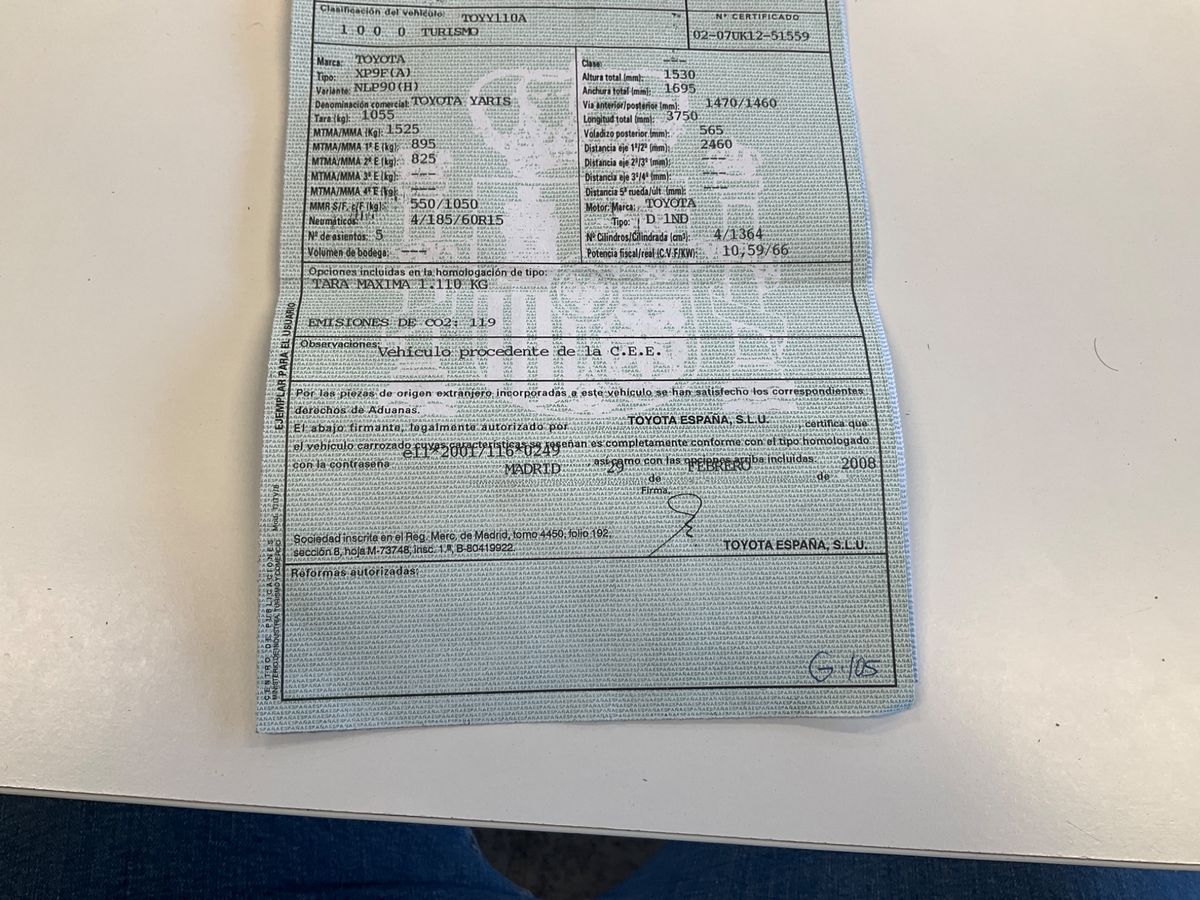 Clasificación del vehículo: TOYY110A
1 0 0 0 TURISMO
Nº CERTIFICADO
02-07UK12-51559
Marca: TOYOTA
Tipo: XP9F(A)
Variante: NLP90(H)
Denominación comercial: TOYOTA YARIS
Tara (kg): 1055
MTMA/MMA (Kg): 1525
MTMA/MMA 1º E (kg): 895
MTMA/MMA 2º E (kg): 825
MTMA/MMA 3º E (kg): ---
MTMA/MMA 4º E (kg): ---
MMR S/F. c/F (kg): 550/1050
Neumáticos: 4/185/60R15
Nº de asientos: 5
Volumen de bodega: ---
Clase: ---
Altura total (mm): 1530
Anchura total (mm): 1695
Vía anterior/posterior (mm): 1470/1460
Longitud total (mm): 3750
Voladizo posterior (mm): 565
Distancia eje 1º/2º (mm): 2460
Distancia eje 2º/3º (mm): ---
Distancia eje 3º/4º (mm): ---
Distancia 5ª rueda/últ. (mm): ---
Motor: Marca: TOYOTA
Tipo: D 1ND
Nº Cilindros/Cilindrada (cm³): 4/1364
Potencia fiscal/real (C.V.F/KW): 10,59/66
Opciones incluidas en la homologación de tipo:
TARA MAXIMA 1.110 KG
EMISIONES DE CO2: 119
Observaciones:
Vehículo procedente de la C.E.E.
Por las piezas de origen extranjero incorporadas a este vehículo se han satisfecho los correspondientes
derechos de Aduanas.
El abajo firmante, legalmente autorizado por TOYOTA ESPAÑA, S.L.U. certifica que
el vehículo carrozado cuyas características se reseñan es completamente conforme con el tipo homologado
con la contraseña e11*2001/116*0249, así como con las opciones arriba incluidas:
MADRID 29 de FEBRERO de 2008
Firma,
Sociedad inscrita en el Reg. Merc. de Madrid, tomo 4450, folio 192,
sección 8, hoja M-73748, insc. 1.ª, B-80419922.
TOYOTA ESPAÑA, S.L.U.
Reformas autorizadas:
G-105
EJEMPLAR PARA EL USUARIO
CENTRO DE PUBLICACIONES
MINISTERIO DE INDUSTRIA, TURISMO Y COMERCIO